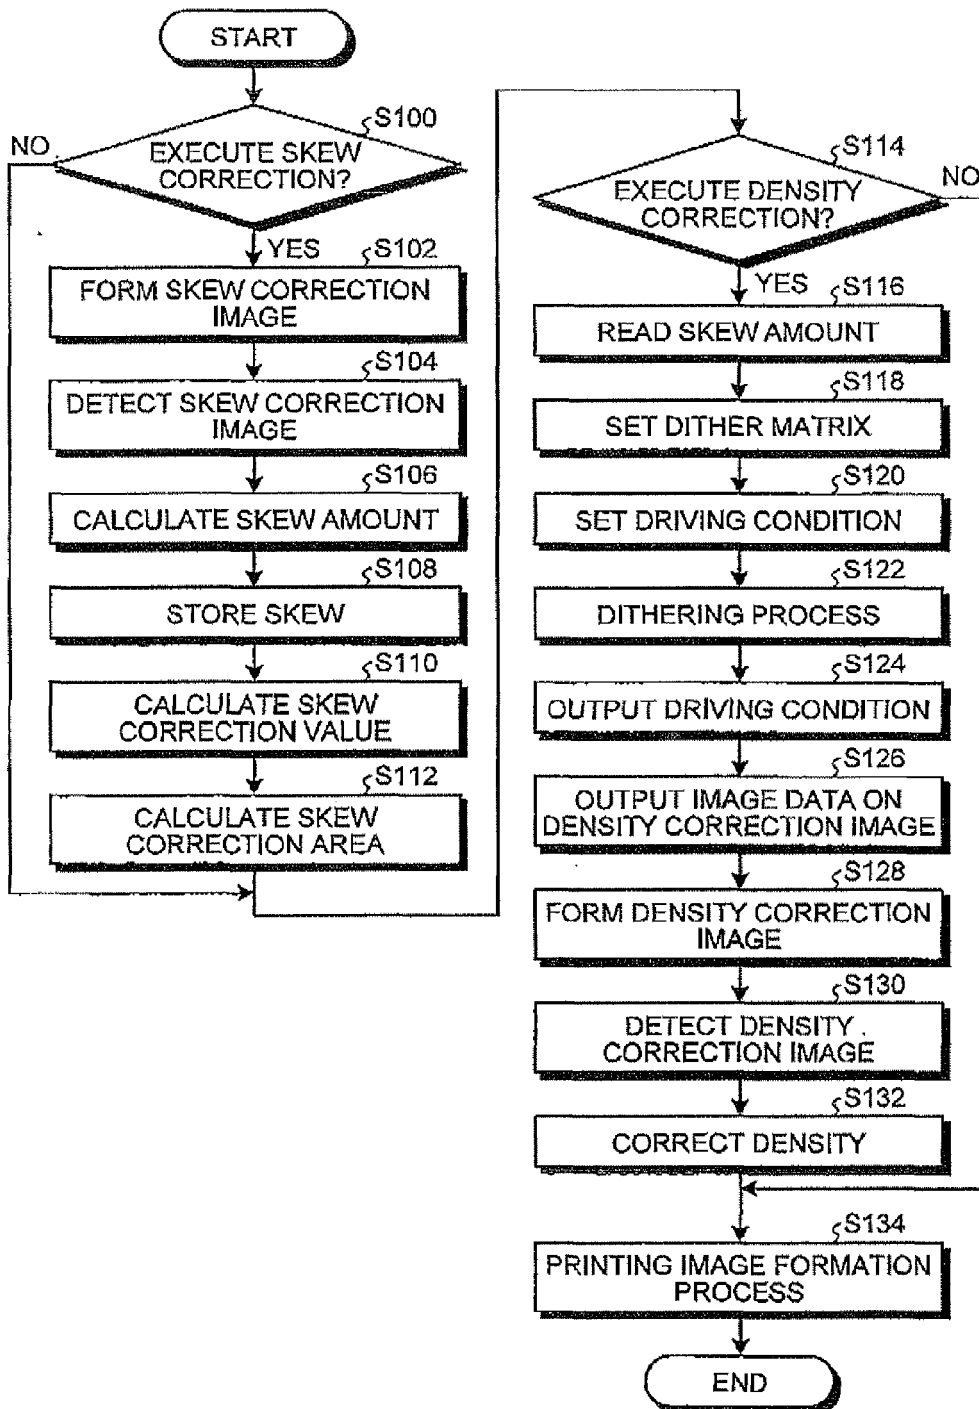 START
S100
NO
EXECUTE SKEW
CORRECTION?
YES
S102
FORM SKEW CORRECTION
IMAGE
S104
DETECT SKEW CORRECTION
IMAGE
S106
CALCULATE SKEW AMOUNT
S108
STORE SKEW
S110
CALCULATE SKEW
CORRECTION VALUE
S112
CALCULATE SKEW
CORRECTION AREA
S114
NO
EXECUTE DENSITY
CORRECTION?
YES
S116
READ SKEW AMOUNT
S118
SET DITHER MATRIX
S120
SET DRIVING CONDITION
S122
DITHERING PROCESS
S124
OUTPUT DRIVING CONDITION
S126
OUTPUT IMAGE DATA ON
DENSITY CORRECTION IMAGE
S128
FORM DENSITY CORRECTION
IMAGE
S130
DETECT DENSITY
CORRECTION IMAGE
S132
CORRECT DENSITY
S134
PRINTING IMAGE FORMATION
PROCESS
END